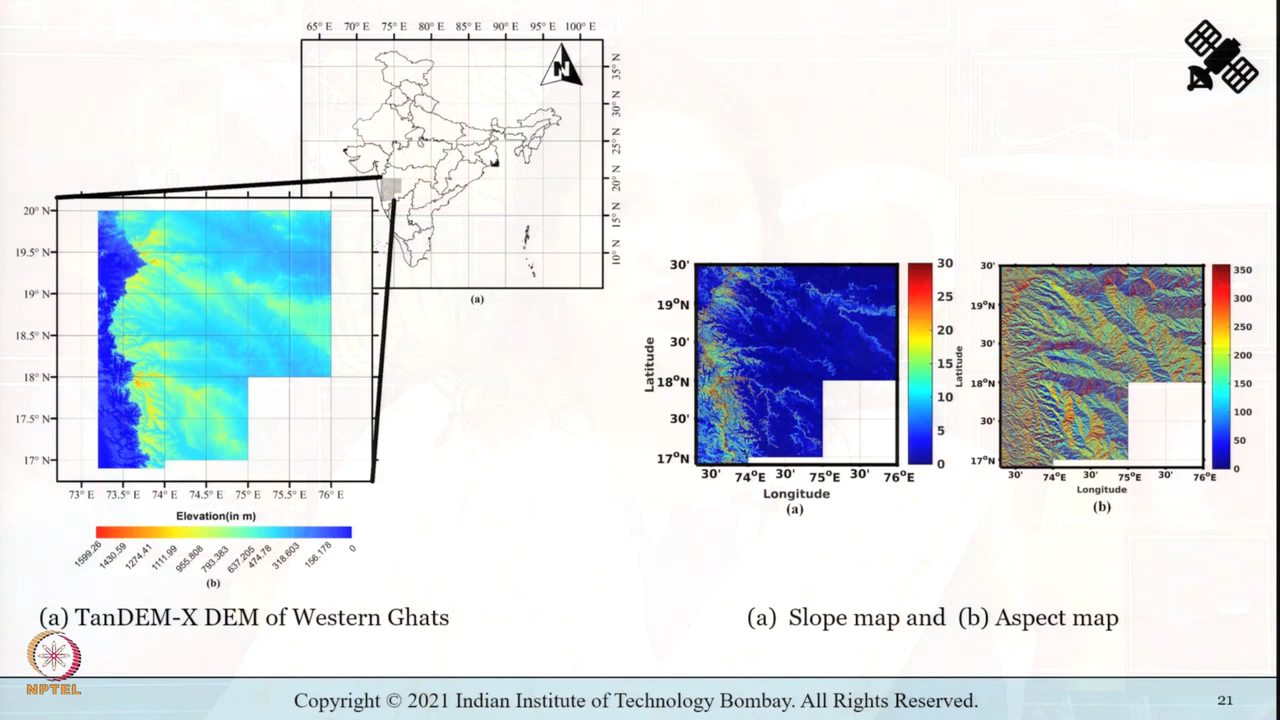 65° E 70° E 75° E 80° E 85° E 90° E 95° E 100° E
N
35° N
30° N
25° N
20° N
15° N
10° N
(a)
20° N
19.5° N
19° N
18.5° N
18° N
17.5° N
17° N
73° E 73.5° E 74° E 74.5° E 75° E 75.5° E 76° E
Elevation(in m)
1599.26 1430.59 1274.41 1111.99 955.808 793.383 637.205 474.78 318.603 156.178 0
(b)
30'
19°N
30'
18°N
30'
17°N
Latitude
30' 74°E 30' 75°E 30' 76°E
Longitude
(a)
30
25
20
15
10
5
0
30'
19°N
30'
18°N
30'
17°N
Latitude
30' 74°E 30' 75°E 30' 76°E
Longitude
(b)
350
300
250
200
150
100
50
0
(a) TanDEM-X DEM of Western Ghats
(a) Slope map and (b) Aspect map
NPTEL
Copyright © 2021 Indian Institute of Technology Bombay. All Rights Reserved.
21